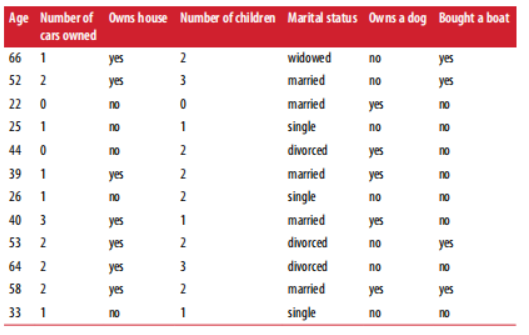 Age Number of cars owned Owns house Number of children Marital status Owns a dog Bought a boat
66 1 yes 2 widowed no yes
52 2 yes 3 married no yes
22 0 no 0 married yes no
25 1 no 1 single no no
44 0 no 2 divorced yes no
39 1 yes 2 married yes no
26 1 no 2 single no no
40 3 yes 1 married yes no
53 2 yes 2 divorced no yes
64 2 yes 3 divorced no no
58 2 yes 2 married yes yes
33 1 no 1 single no no